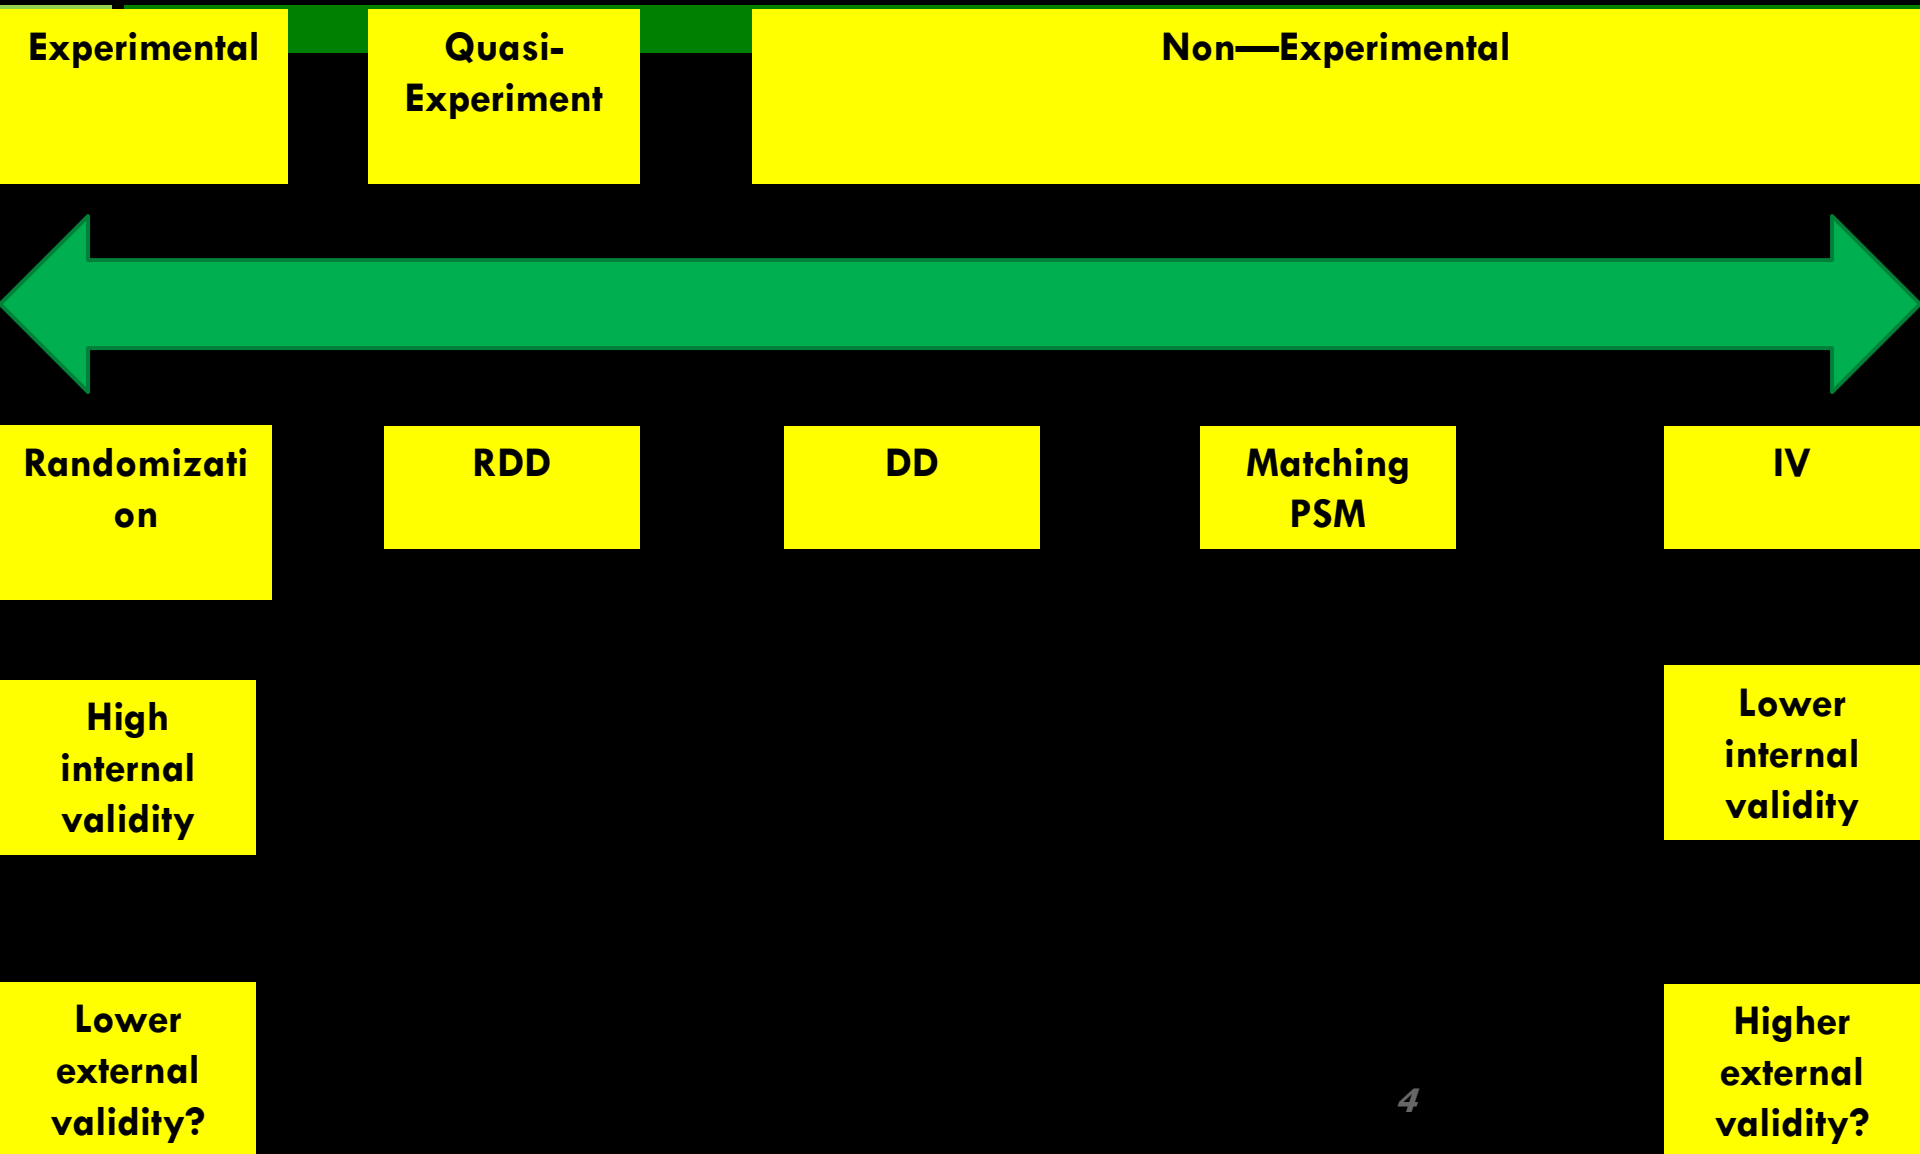 Experimental
Quasi-
Experiment
Non—Experimental
Randomizati
on
RDD
DD
Matching
PSM
IV
High
internal
validity
Lower
internal
validity
Lower
external
validity?
Higher
external
validity?
4